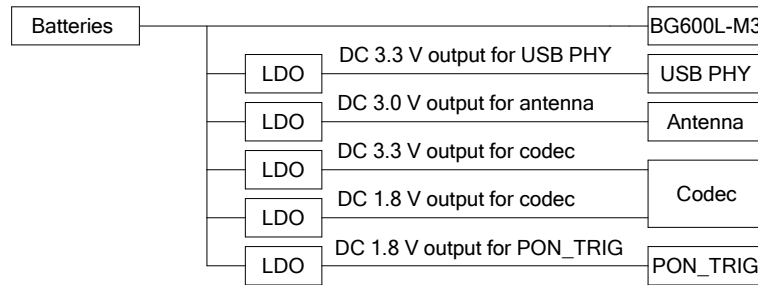 Batteries
BG600L-M3
LDO
DC 3.3 V output for USB PHY
USB PHY
LDO
DC 3.0 V output for antenna
Antenna
LDO
DC 3.3 V output for codec
Codec
LDO
DC 1.8 V output for codec
LDO
DC 1.8 V output for PON_TRIG
PON_TRIG